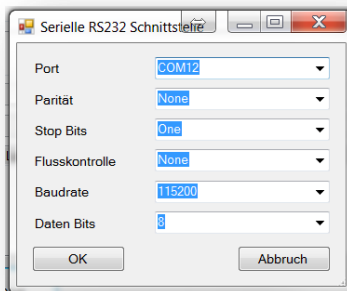 Serielle RS232 Schnittstelle
Port COM12
Parität None
Stop Bits One
Flusskontrolle None
Baudrate 115200
Daten Bits 8
OK Abbruch